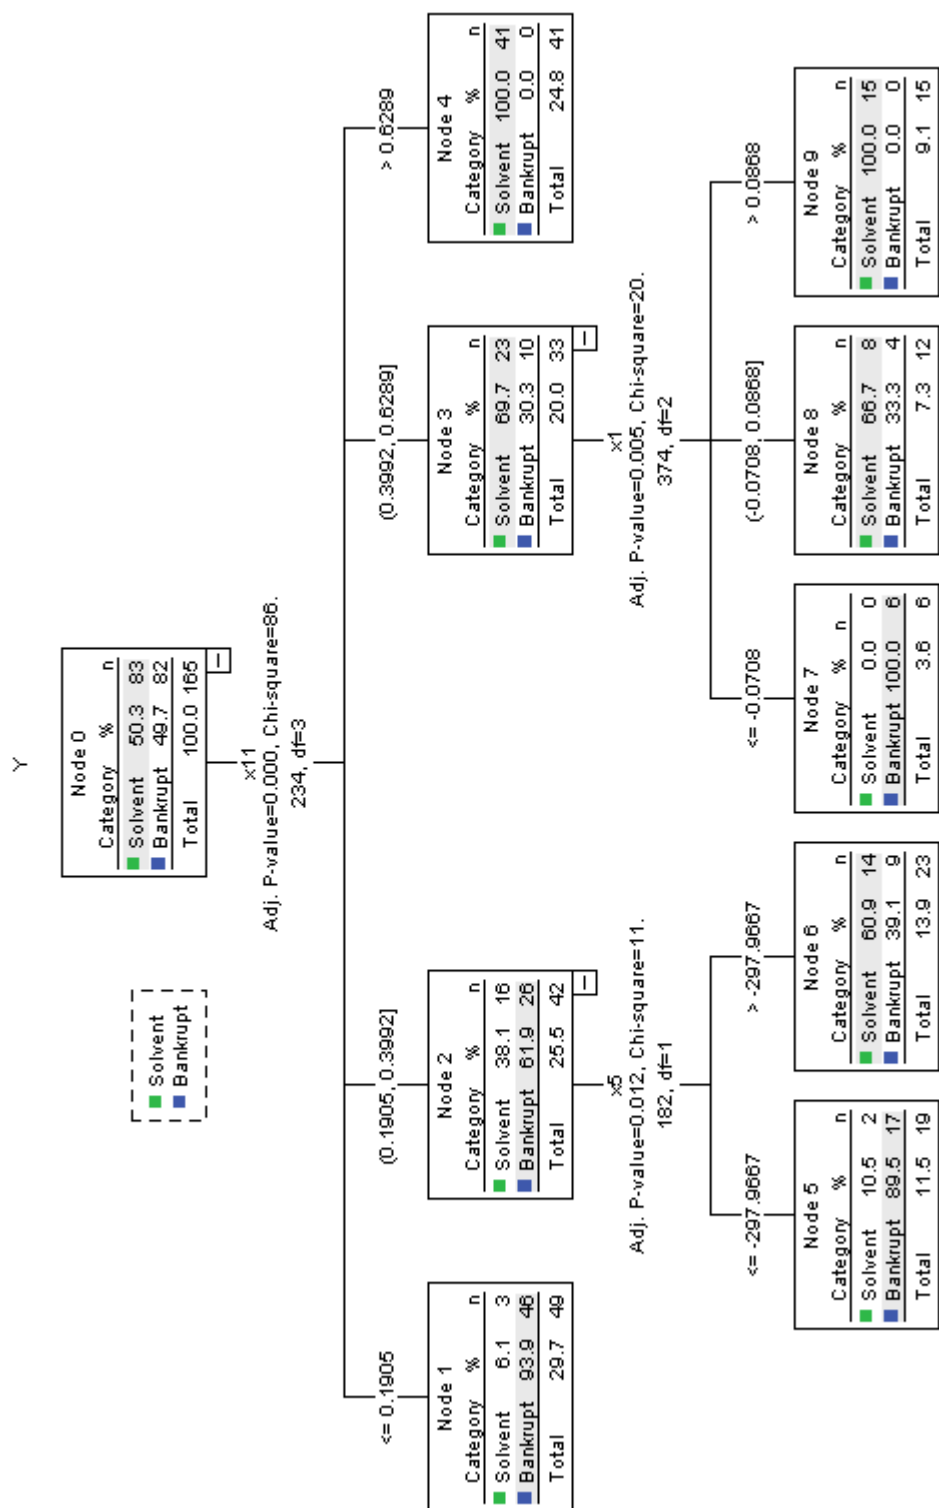 Y
Solvent
Bankrupt
Node 0
Category % n
Solvent 50.3 83
Bankrupt 49.7 82
Total 100.0 165
x11
Adj. P-value=0.000, Chi-square=86.
234, df=3
<= 0.1905
(0.1905, 0.3992]
(0.3992, 0.6289]
> 0.6289
Node 1
Category % n
Solvent 6.1 3
Bankrupt 93.9 46
Total 29.7 49
Node 2
Category % n
Solvent 38.1 16
Bankrupt 61.9 26
Total 25.5 42
Node 3
Category % n
Solvent 69.7 23
Bankrupt 30.3 10
Total 20.0 33
Node 4
Category % n
Solvent 100.0 41
Bankrupt 0.0 0
Total 24.8 41
x5
Adj. P-value=0.012, Chi-square=11.
182, df=1
x1
Adj. P-value=0.005, Chi-square=20.
374, df=2
<= -297.9667
> -297.9667
<= -0.0708
(-0.0708, 0.0868]
> 0.0868
Node 5
Category % n
Solvent 10.5 2
Bankrupt 89.5 17
Total 11.5 19
Node 6
Category % n
Solvent 60.9 14
Bankrupt 39.1 9
Total 13.9 23
Node 7
Category % n
Solvent 0.0 0
Bankrupt 100.0 6
Total 3.6 6
Node 8
Category % n
Solvent 66.7 8
Bankrupt 33.3 4
Total 7.3 12
Node 9
Category % n
Solvent 100.0 15
Bankrupt 0.0 0
Total 9.1 15